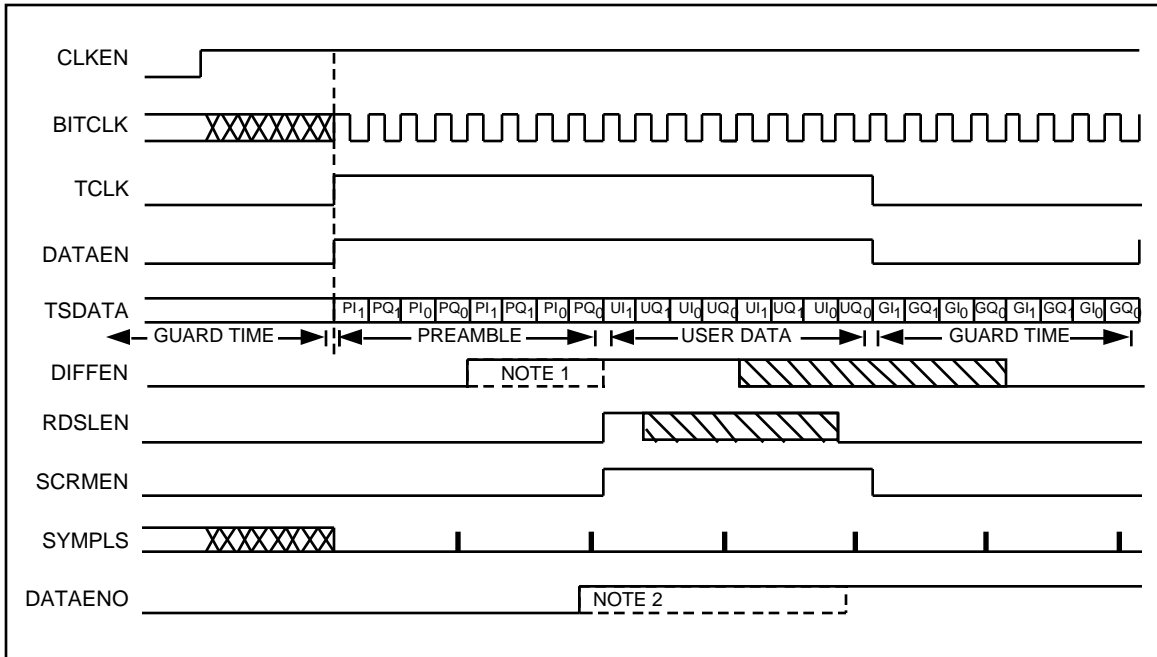 CLKEN
BITCLK
TCLK
DATAEN
TSDATA PI1 PQ1 PI0 PQ0 PI1 PQ1 PI0 PQ0 UI1 UQ1 UI0 UQ0 UI1 UQ1 UI0 UQ0 GI1 GQ1 GI0 GQ0 GI1 GQ1 GI0 GQ0
GUARD TIME PREAMBLE USER DATA GUARD TIME
DIFFEN NOTE 1
RDSLEN
SCRMEN
SYMPLS
DATAENO NOTE 2